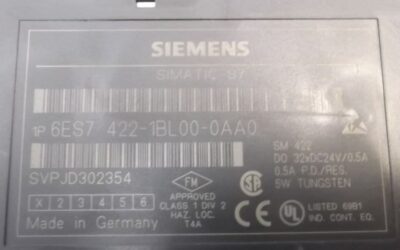 SIEMENS
SIMATIC-S7
1P 6ES7 422-1BL00-0AA0
SVPJD302354
SM 422
DO 32xDC24V/0.5A
0.5A P.D./RES.
5W TUNGSTEN
X 2 3 4 5 6
FM
APPROVED
CLASS 1 DIV 2
HAZ. LOC.
T4A
SA
UL
LISTED 69B1
IND. CONT. EQ.
Made in Germany